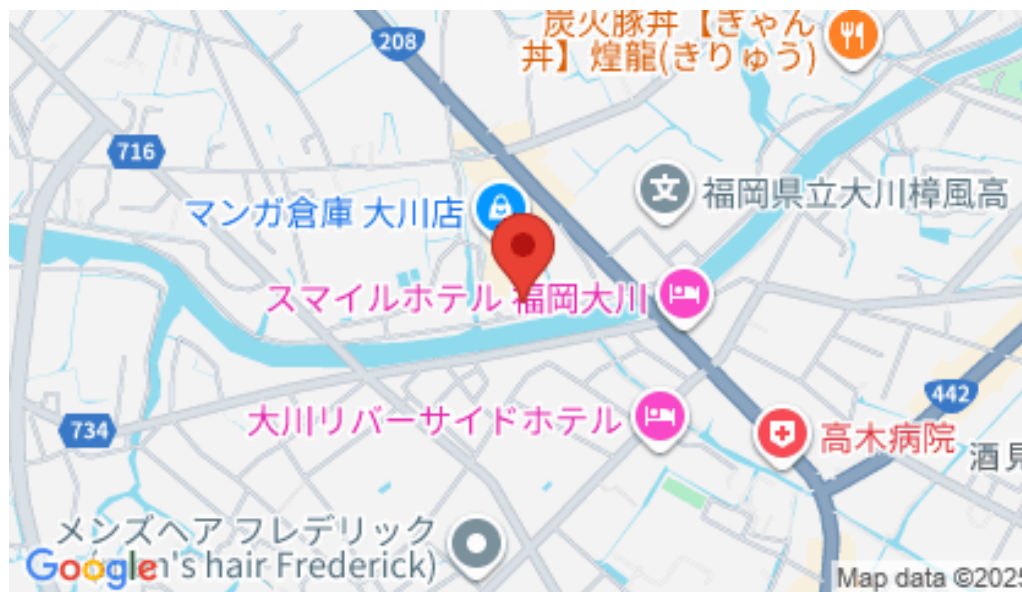 炭火豚丼【ぎゃん
丼】煌龍(きりゅう)
208
716
福岡県立大川樟風高
マンガ倉庫 大川店
スマイルホテル 福岡大川
442
大川リバーサイドホテル
734
高木病院
酒見
メンズヘア フレデリック
's hair Frederick)
Google
Map data ©2025